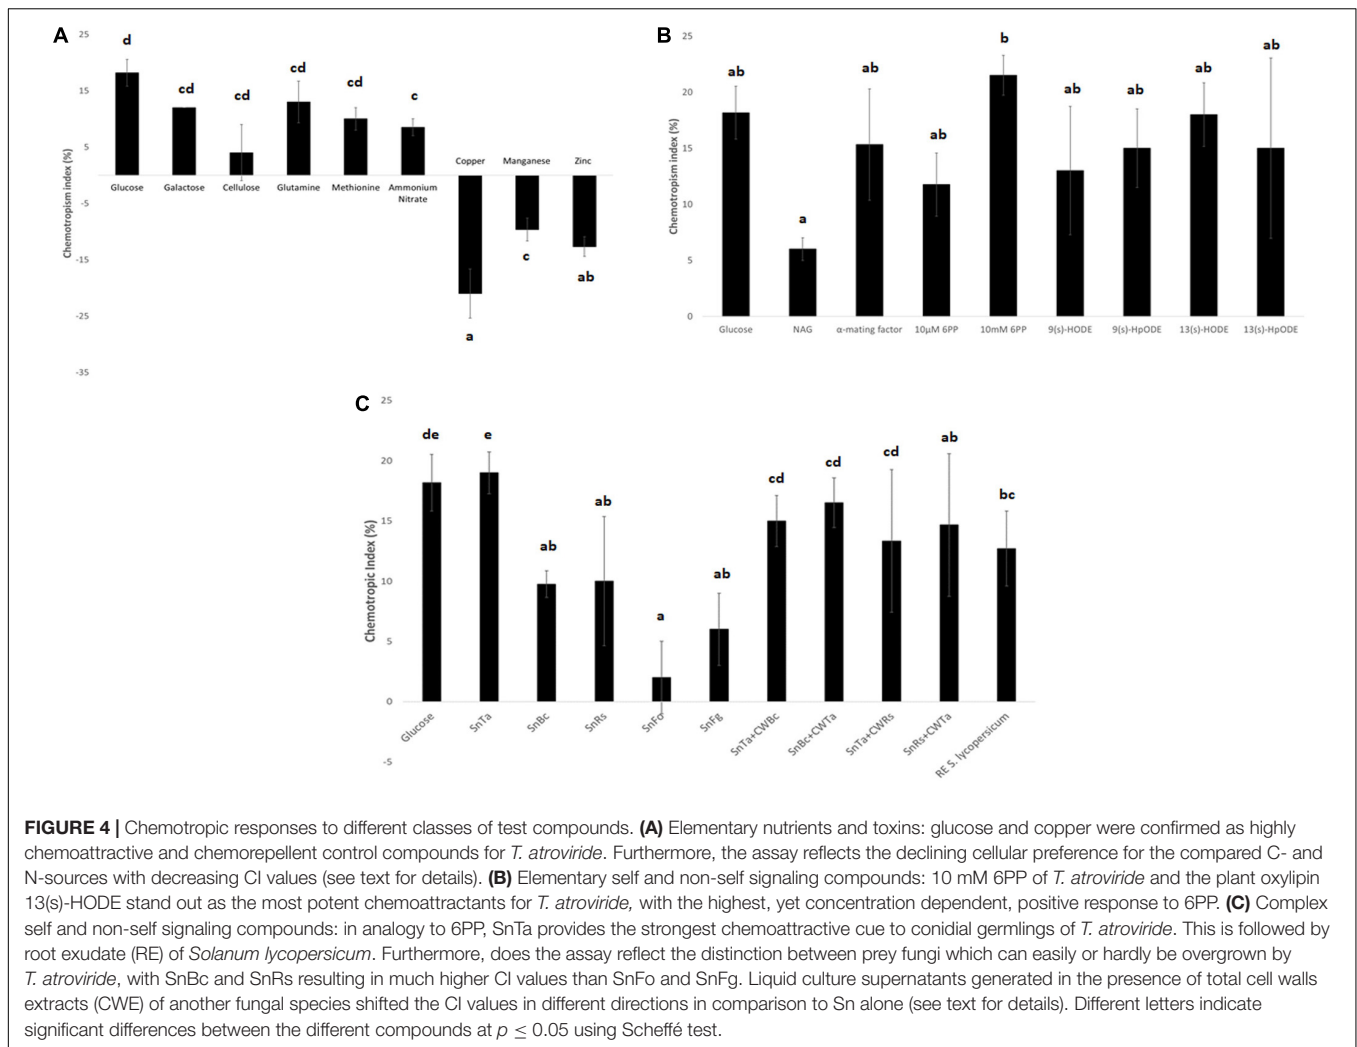 A
25
15
5
-5
-15
-25
-35
Chemotropism index (%)
d
cd
cd
cd
cd
c
Copper
Manganese
Zinc
Glucose
Galactose
Cellulose
Glutamine
Methionine
Ammonium
Nitrate
a
c
ab
B
25
20
15
10
5
0
Chemotropism index (%)
ab
a
ab
ab
b
ab
ab
ab
ab
Glucose
NAG
α-mating factor
10µM 6PP
10mM 6PP
9(s)-HODE
9(s)-HpODE
13(s)-HODE
13(s)-HpODE
C
25
20
15
10
5
0
-5
Chemotropic Index (%)
de
e
ab
ab
a
ab
cd
cd
cd
ab
bc
Glucose
SnTa
SnBc
SnRs
SnFo
SnFg
SnTa+CWBc
SnBc+CWTa
SnTa+CWRs
SnRs+CWTa
RE S. lycopersicum
FIGURE 4 | Chemotropic responses to different classes of test compounds. (A) Elementary nutrients and toxins: glucose and copper were confirmed as highly
chemoattractive and chemorepellent control compounds for T. atroviride. Furthermore, the assay reflects the declining cellular preference for the compared C- and
N-sources with decreasing CI values (see text for details). (B) Elementary self and non-self signaling compounds: 10 mM 6PP of T. atroviride and the plant oxylipin
13(s)-HODE stand out as the most potent chemoattractants for T. atroviride, with the highest, yet concentration dependent, positive response to 6PP. (C) Complex
self and non-self signaling compounds: in analogy to 6PP, SnTa provides the strongest chemoattractive cue to conidial germlings of T. atroviride. This is followed by
root exudate (RE) of Solanum lycopersicum. Furthermore, does the assay reflect the distinction between prey fungi which can easily or hardly be overgrown by
T. atroviride, with SnBc and SnRs resulting in much higher CI values than SnFo and SnFg. Liquid culture supernatants generated in the presence of total cell walls
extracts (CWE) of another fungal species shifted the CI values in different directions in comparison to Sn alone (see text for details). Different letters indicate
significant differences between the different compounds at p ≤ 0.05 using Scheffé test.